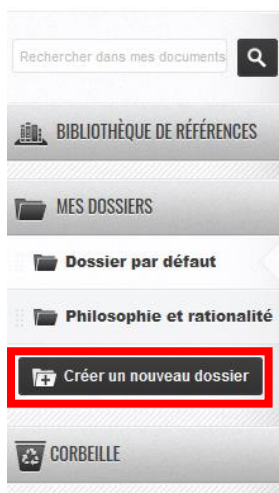 Rechercher dans mes documents
BIBLIOTHÈQUE DE RÉFÉRENCES
MES DOSSIERS
Dossier par défaut
Philosophie et rationalité
Créer un nouveau dossier
CORBEILLE